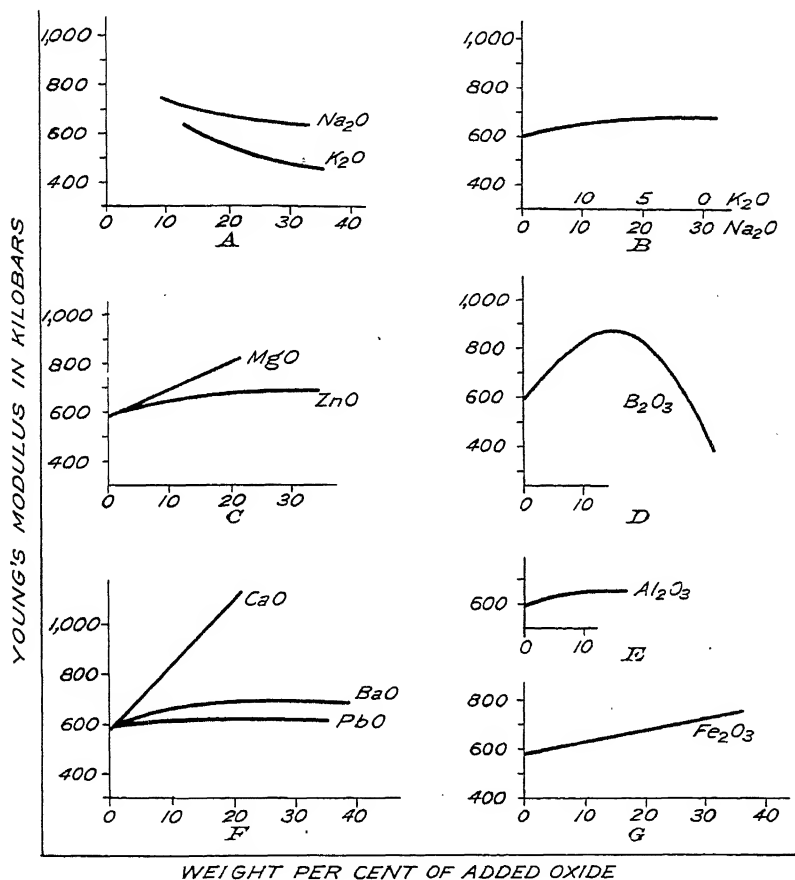 YOUNG'S MODULUS IN KILOBARS
1,000
800
600
400
Na₂O
K₂O
0 10 20 30 40
A
1,000
800
600
400
10 5 0 K₂O
0 10 20 30 Na₂O
B
1,000
800
600
400
MgO
ZnO
0 10 20 30
C
1,000
800
600
400
B₂O₃
0 10
D
1,000
800
600
400
CaO
BaO
PbO
0 10 20 30 40
F
600
Al₂O₃
0 10
E
800
600
400
Fe₂O₃
0 10 20 30 40
G
WEIGHT PER CENT OF ADDED OXIDE